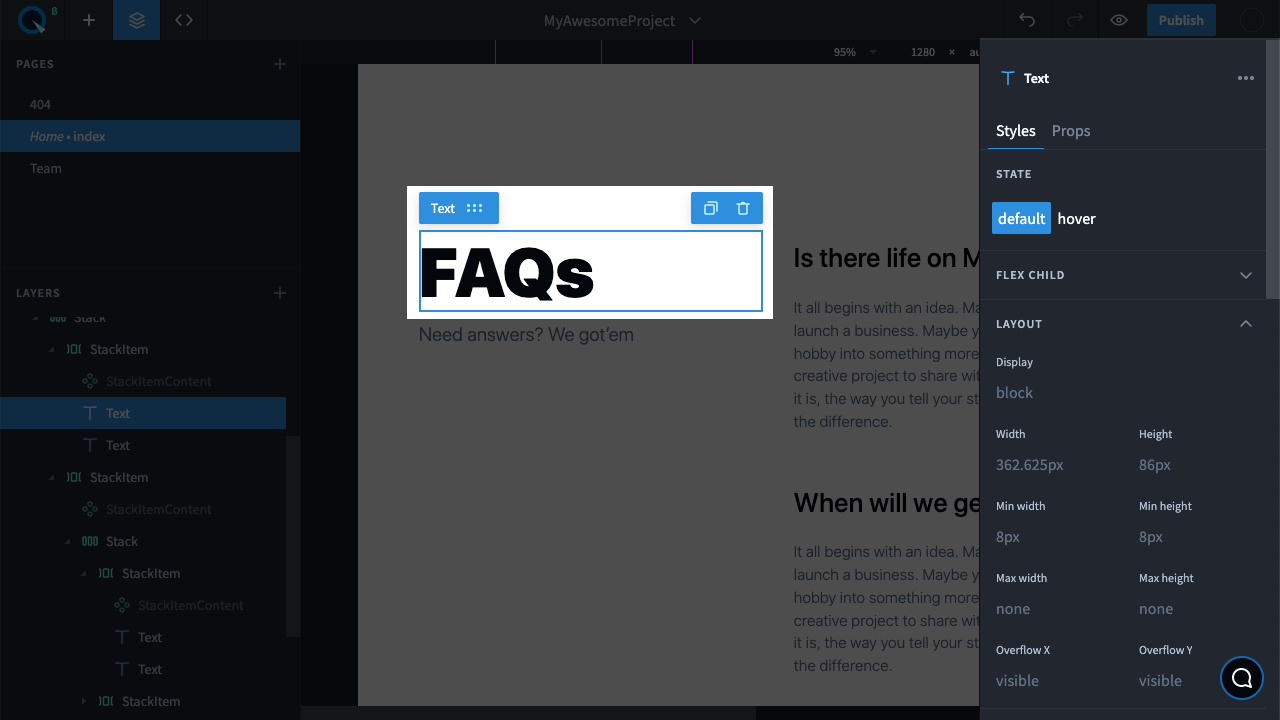 β
MyAwesomeProject
Publish
PAGES
404
Home • index
Team
LAYERS
Stack
StackItem
StackItemContent
Text
Text
StackItem
StackItemContent
Stack
StackItem
StackItemContent
Text
Text
StackItem
95%
1280 × au
Text
FAQs
Need answers? We got'em
Is there life on M
It all begins with an idea. Ma
launch a business. Maybe y
hobby into something more
creative project to share wit
it is, the way you tell your st
the difference.
When will we ge
It all begins with an idea. Ma
launch a business. Maybe y
hobby into something more
creative project to share wit
it is, the way you tell your st
the difference.
Text
Styles Props
STATE
default hover
FLEX CHILD
LAYOUT
Display
block
Width Height
362.625px 86px
Min width Min height
8px 8px
Max width Max height
none none
Overflow X Overflow Y
visible visible